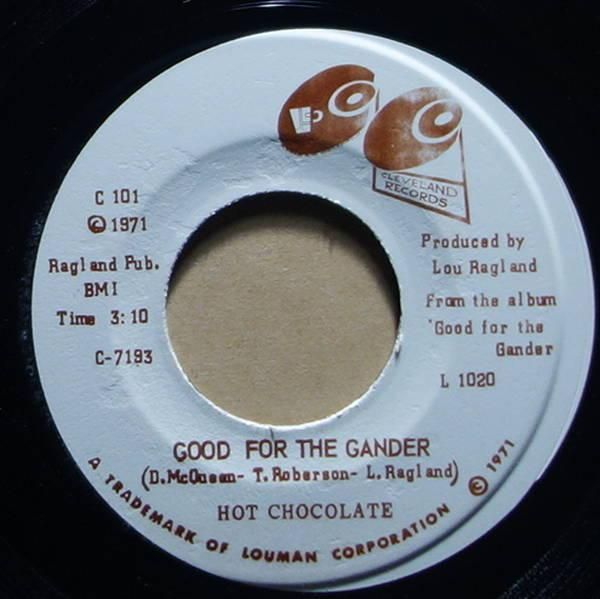 CLEVELAND
RECORDS
C 101
© 1971
Ragland Pub.
BMI
Time 3:10
C-7193
Produced by
Lou Ragland
From the album
"Good for the
Gander
L 1020
GOOD FOR THE GANDER
(D. McQueen- T. Roberson- L. Ragland)
HOT CHOCOLATE
A TRADEMARK OF LOUMAN CORPORATION © 1971